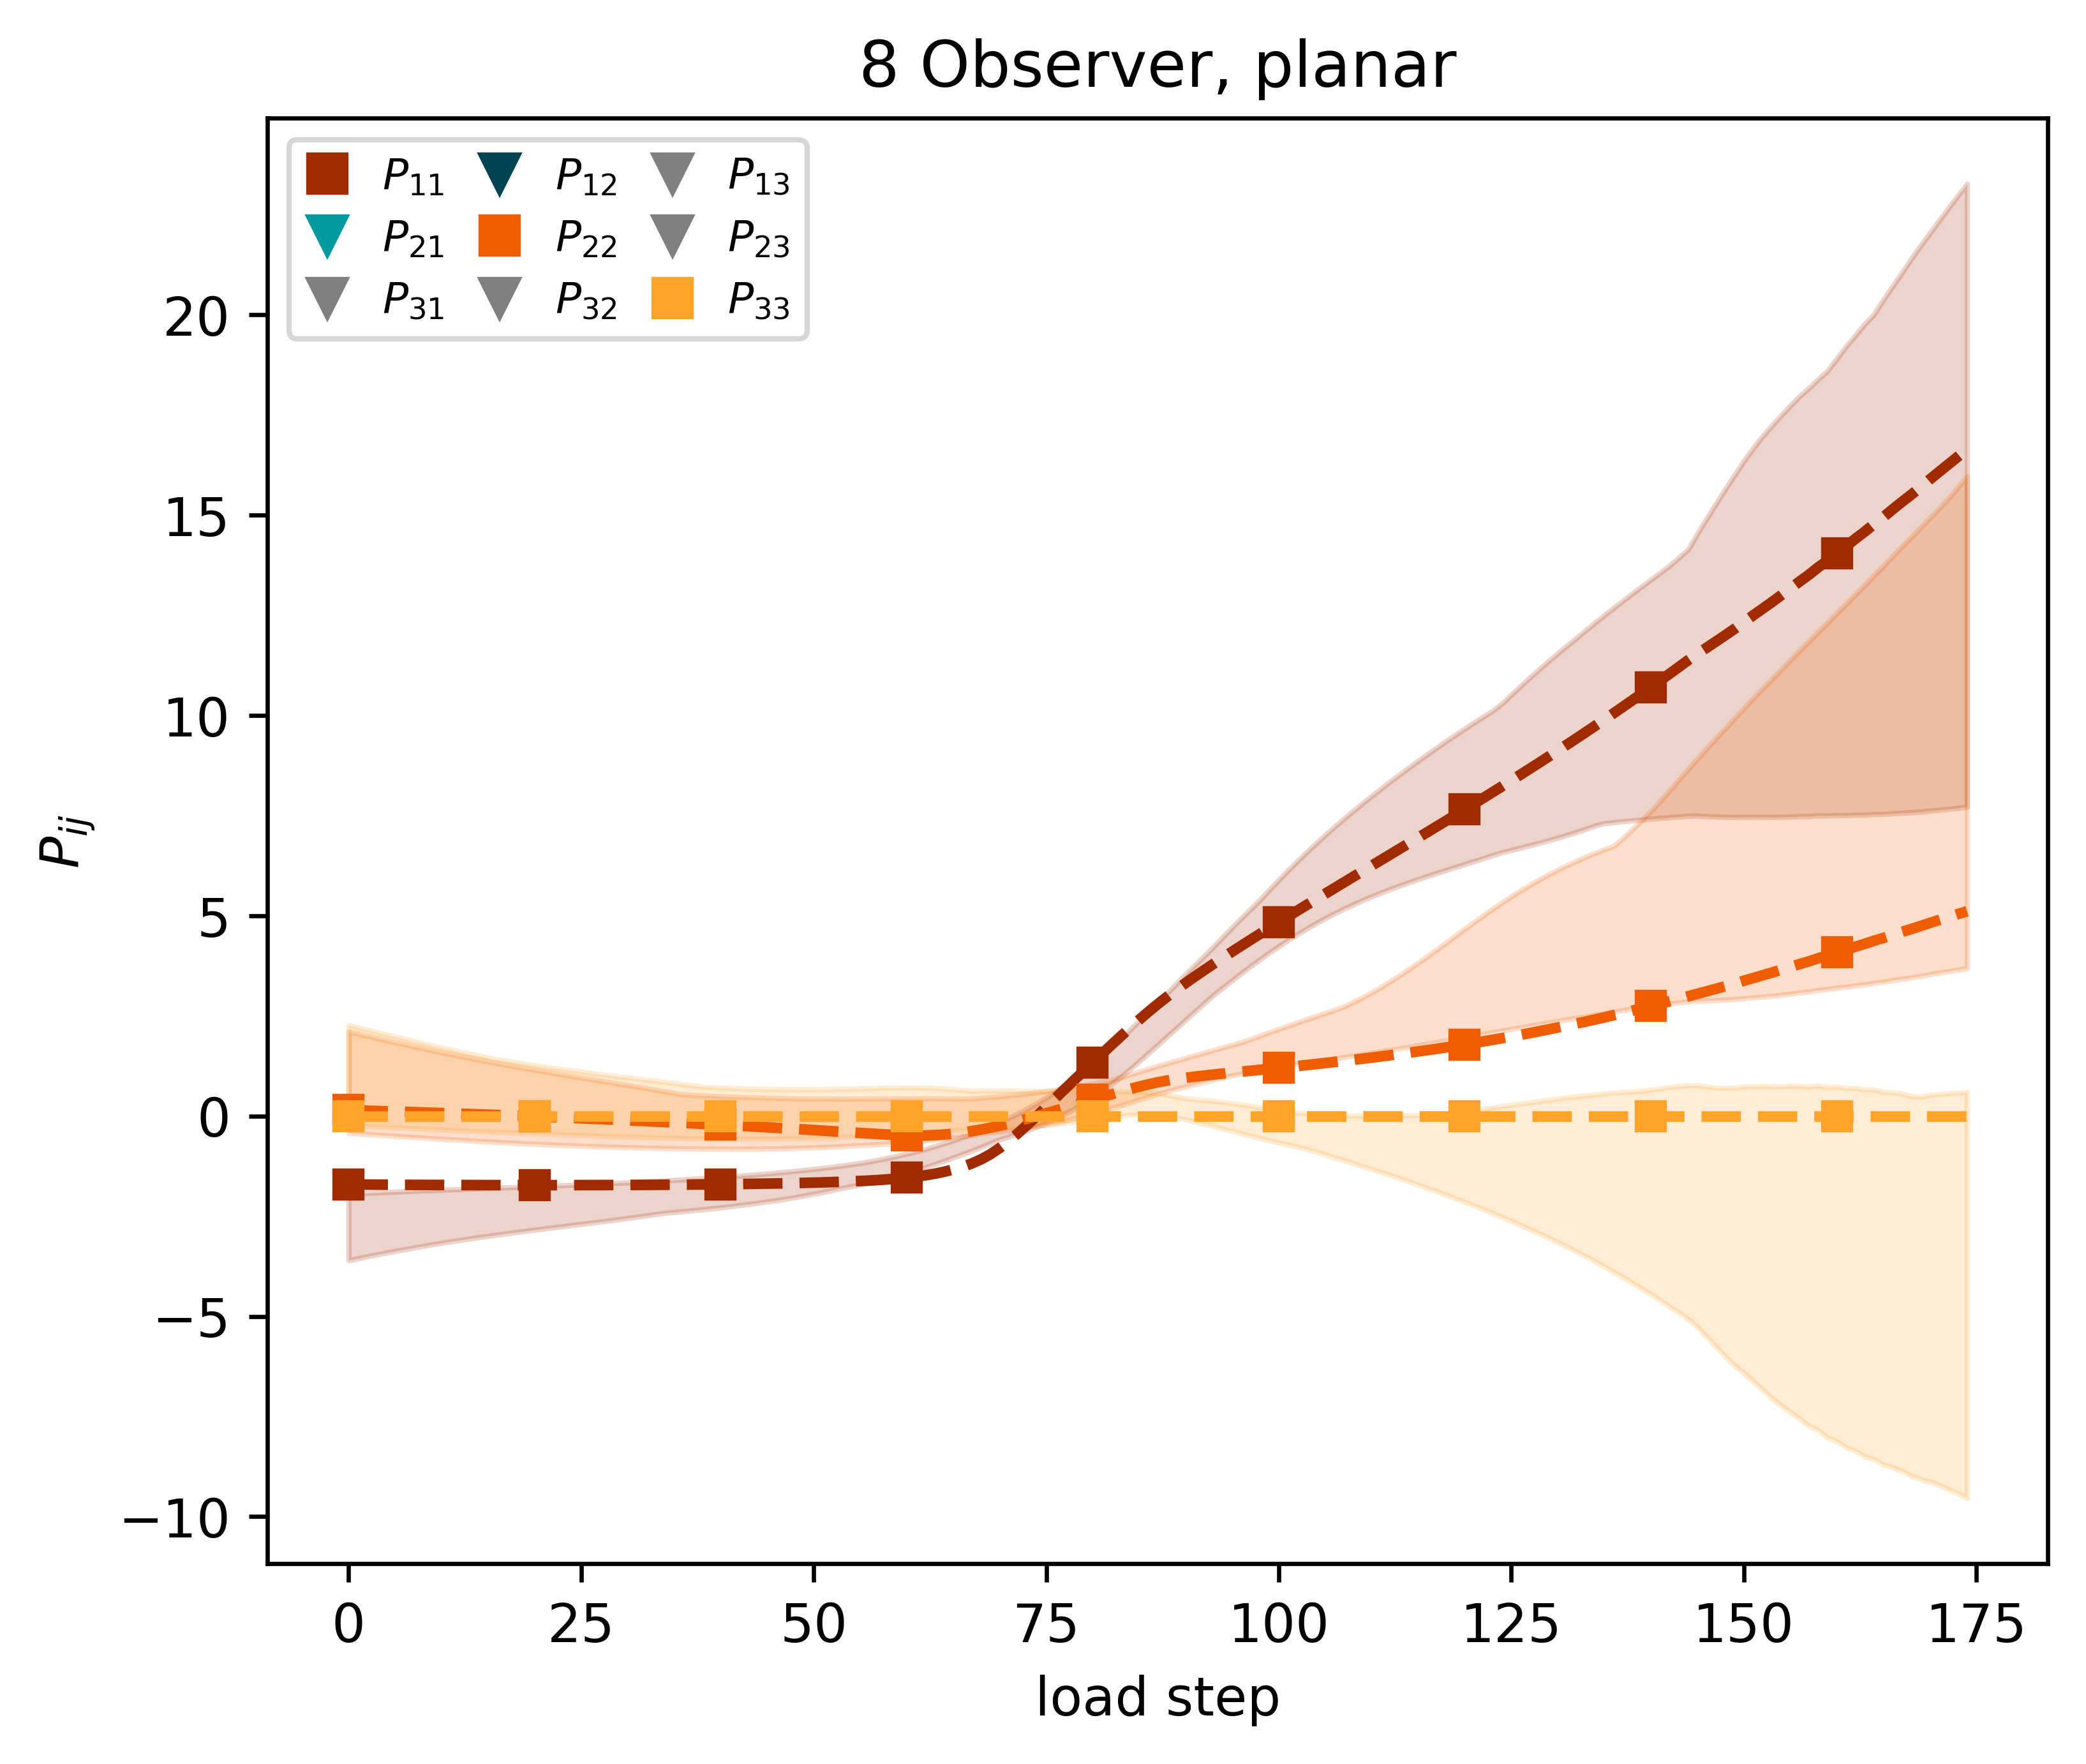 8 Observer, planar
P₁₁ P₁₂ P₁₃
P₂₁ P₂₂ P₂₃
P₃₁ P₃₂ P₃₃
20
15
10
5
0
−5
−10
Pᵢⱼ
0 25 50 75 100 125 150 175
load step